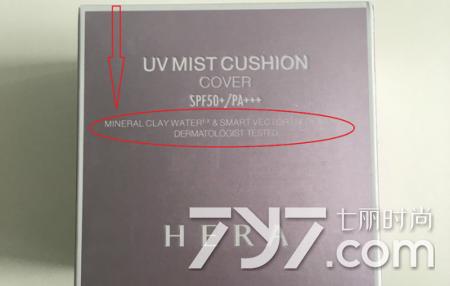 UV MIST CUSHION
COVER
SPF50+/PA+++
MINERAL CLAY WATER & SMART VECTOR
DERMATOLOGIST TESTED
HERA
7Y7 七丽时尚
.com